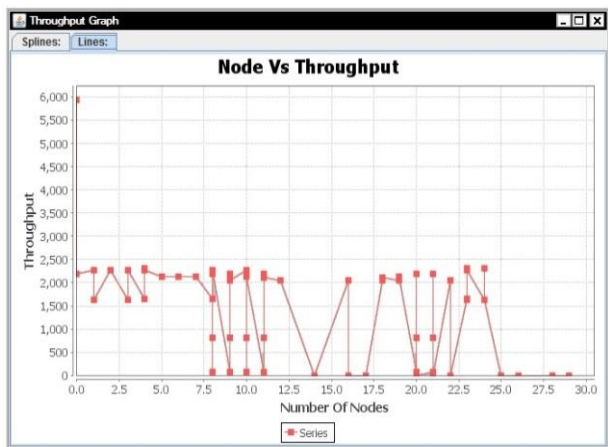 Throughput Graph
Splines: Lines:
Node Vs Throughput
6,000
5,500
5,000
4,500
4,000
3,500
3,000
2,500
2,000
1,500
1,000
500
0
Throughput
0.0 2.5 5.0 7.5 10.0 12.5 15.0 17.5 20.0 22.5 25.0 27.5 30.0
Number Of Nodes
Series